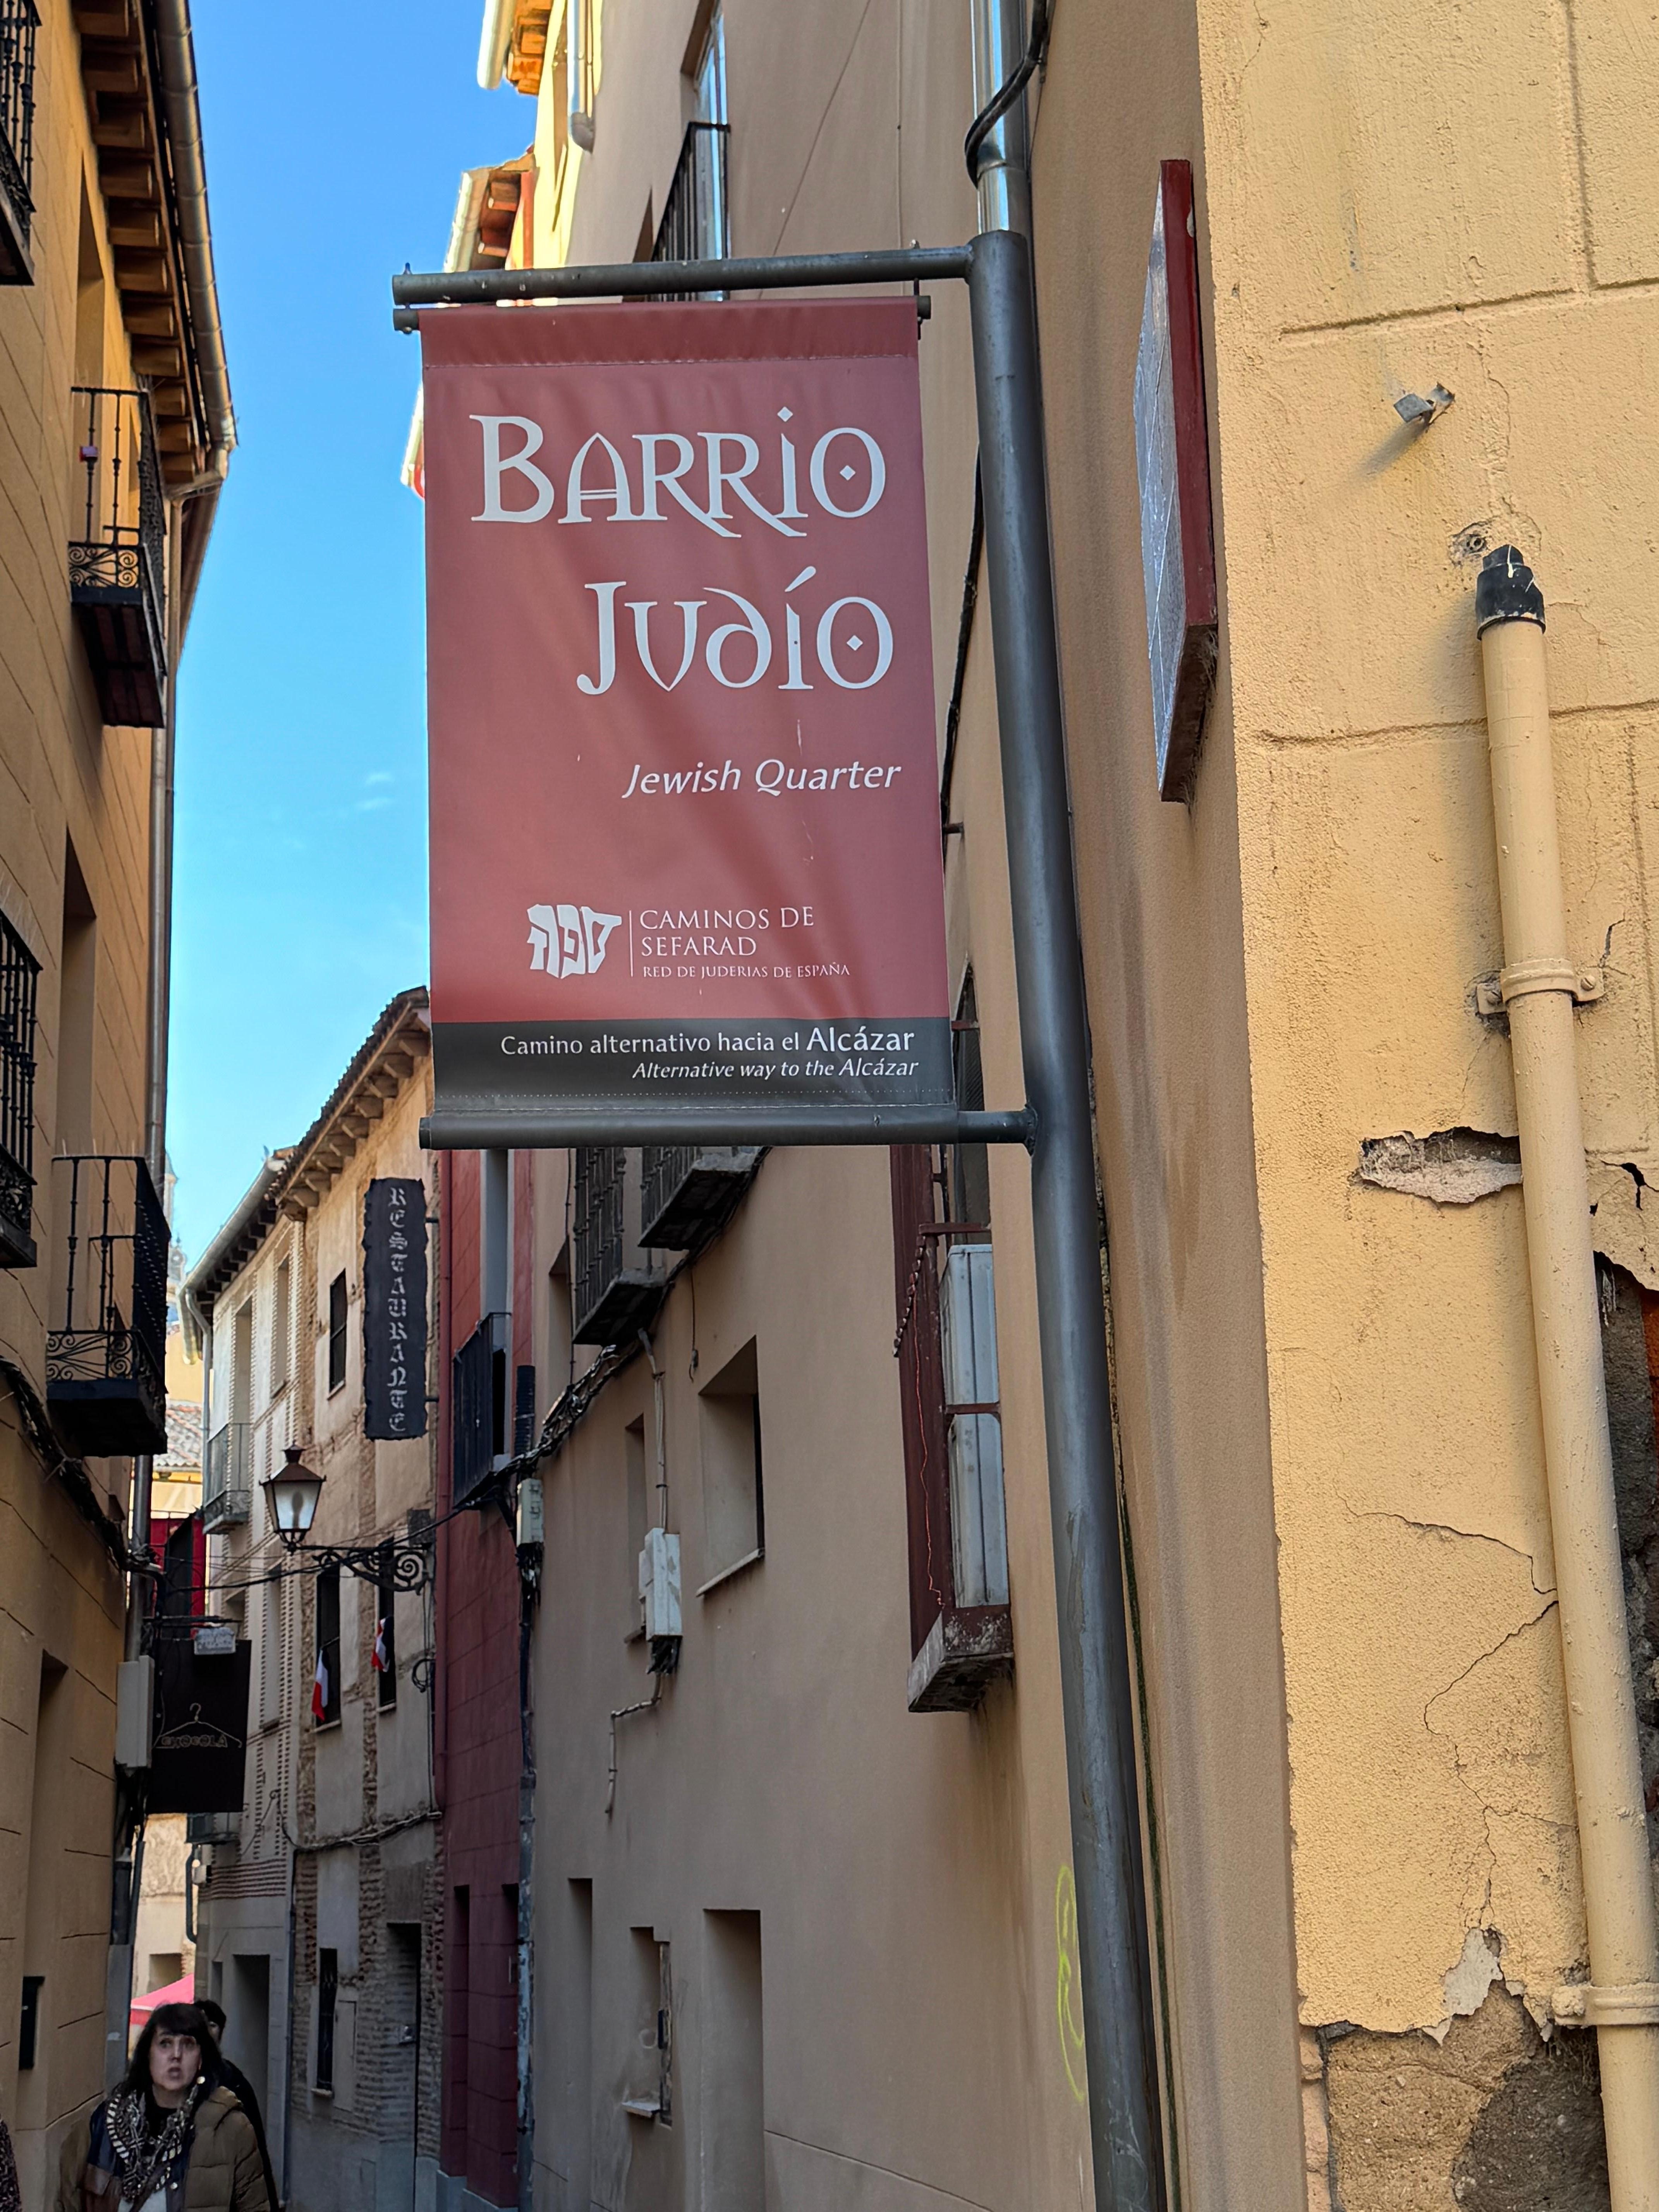 BARRIO
JUDÍO
Jewish Quarter
CAMINOS DE
SEFARAD
RED DE JUDERIAS DE ESPAÑA
Camino alternativo hacia el Alcázar
Alternative way to the Alcázar
RESTAURANTE